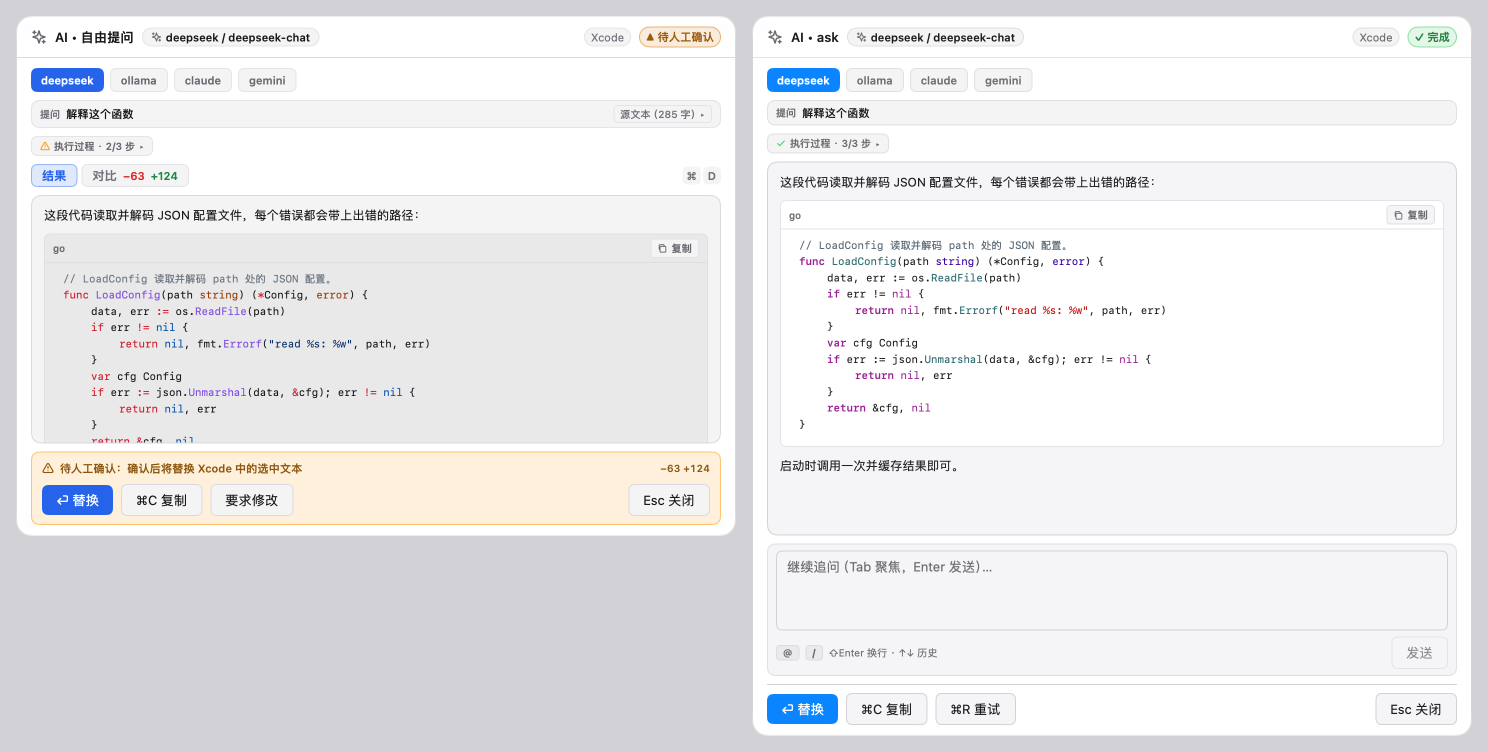 AI • 自由提问
deepseek / deepseek-chat
Xcode
待人工确认
deepseek
ollama
claude
gemini
提问 解释这个函数
源文本 (285 字)
执行过程 · 2/3 步
结果
对比 −63 +124
⌘ D
这段代码读取并解码 JSON 配置文件，每个错误都会带上出错的路径：
go
复制
// LoadConfig 读取并解码 path 处的 JSON 配置。
func LoadConfig(path string) (*Config, error) {
data, err := os.ReadFile(path)
if err != nil {
return nil, fmt.Errorf("read %s: %w", path, err)
}
var cfg Config
if err := json.Unmarshal(data, &cfg); err != nil {
return nil, err
}
return &cfg, nil
待人工确认：确认后将替换 Xcode 中的选中文本
−63 +124
替换
⌘C 复制
要求修改
Esc 关闭
AI • ask
deepseek / deepseek-chat
Xcode
✓ 完成
deepseek
ollama
claude
gemini
提问 解释这个函数
执行过程 · 3/3 步
这段代码读取并解码 JSON 配置文件，每个错误都会带上出错的路径：
go
复制
// LoadConfig 读取并解码 path 处的 JSON 配置。
func LoadConfig(path string) (*Config, error) {
data, err := os.ReadFile(path)
if err != nil {
return nil, fmt.Errorf("read %s: %w", path, err)
}
var cfg Config
if err := json.Unmarshal(data, &cfg); err != nil {
return nil, err
}
return &cfg, nil
}
启动时调用一次并缓存结果即可。
继续追问 (Tab 聚焦，Enter 发送)…
@ / ⇧Enter 换行 · ↑↓ 历史
发送
替换
⌘C 复制
⌘R 重试
Esc 关闭